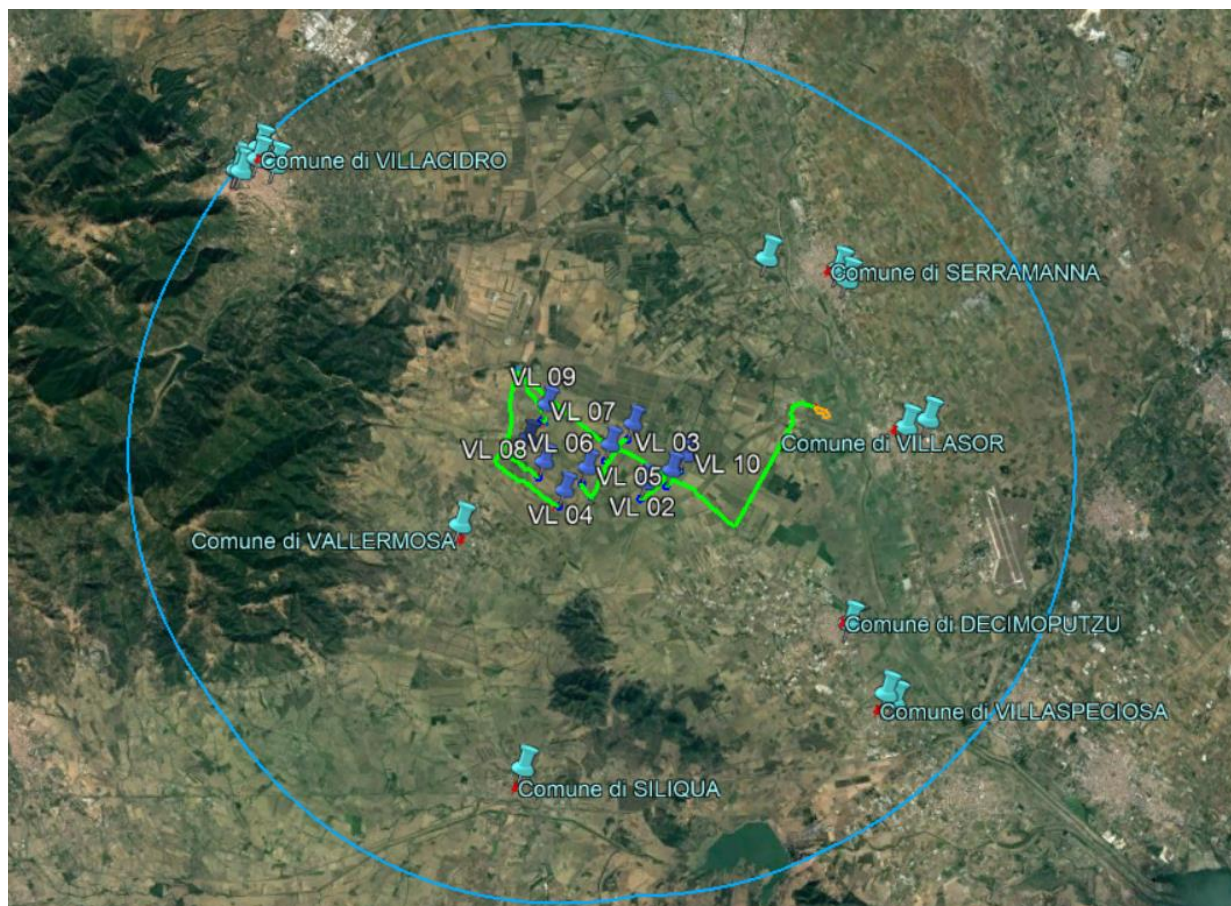 Comune di VILLACIDRO
Comune di SERRAMANNA
VL 09
VL 07
Comune di VILLASOR
VL 06
VL 03
VL 08
VL 10
VL 05
VL 02
VL 04
Comune di VALLERMOSA
Comune di DECIMOPUTZU
Comune di VILLASPECIOSA
Comune di SILIQUA